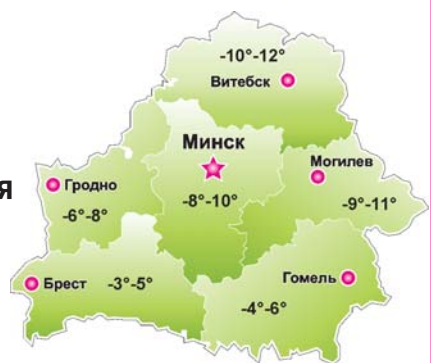 -10°-12°
Витебск
Минск
Могилев
я
Гродно
-8°-10°
-9°-11°
-6°-8°
Брест -3°-5°
Гомель
-4°-6°